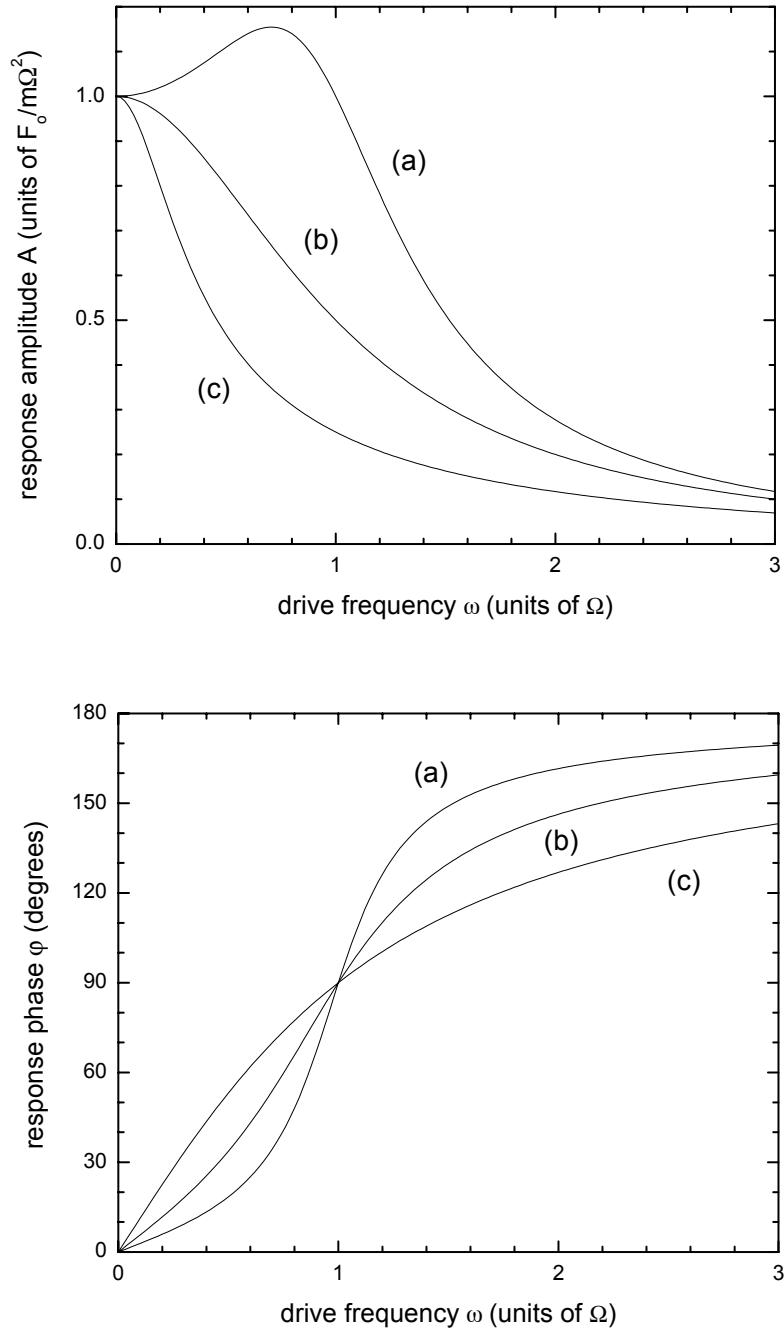 response amplitude A (units of F₀/mΩ²)
1.0
0.5
0.0
(a)
(b)
(c)
0 1 2 3
drive frequency ω (units of Ω)
response phase φ (degrees)
180
150
120
90
60
30
0
(a)
(b)
(c)
0 1 2 3
drive frequency ω (units of Ω)